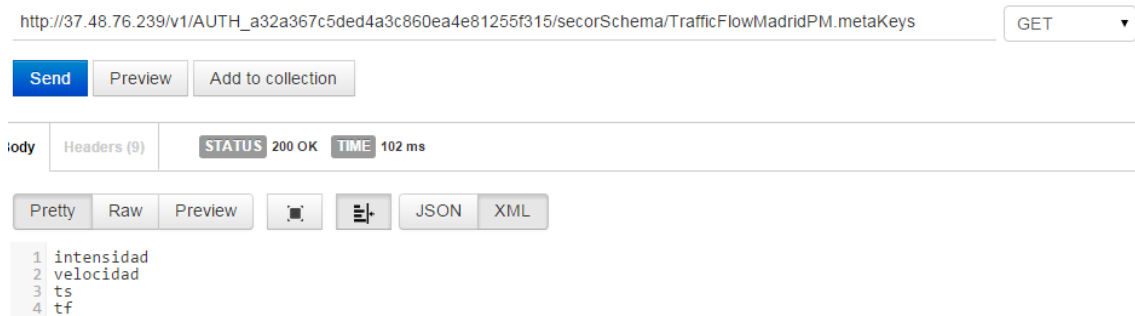 http://37.48.76.239/v1/AUTH_a32a367c5ded4a3c860ea4e81255f315/secorSchema/TrafficFlowMadridPM.metaKeys GET
Send Preview Add to collection
Body Headers (9) STATUS 200 OK TIME 102 ms
Pretty Raw Preview JSON XML
1 intensidad
2 velocidad
3 ts
4 tf